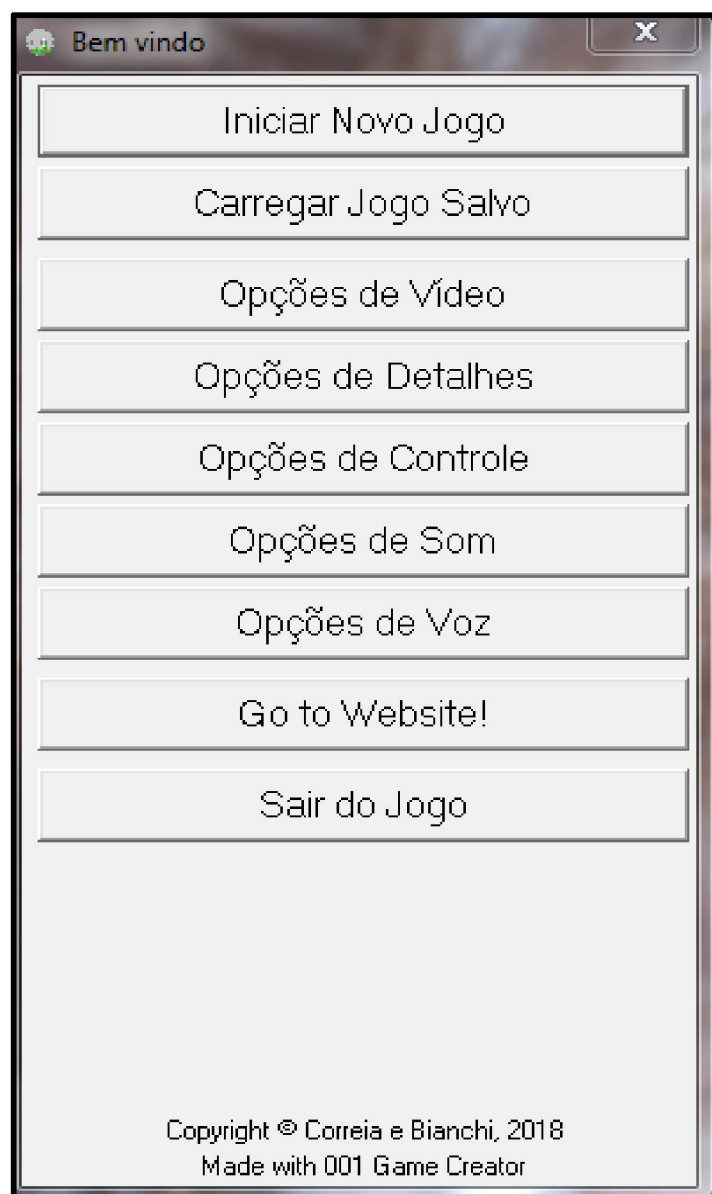 Bem vindo
x
Iniciar Novo Jogo
Carregar Jogo Salvo
Opções de Vídeo
Opções de Detalhes
Opções de Controle
Opções de Som
Opções de Voz
Go to Website!
Sair do Jogo
Copyright © Correia e Bianchi, 2018
Made with 001 Game Creator